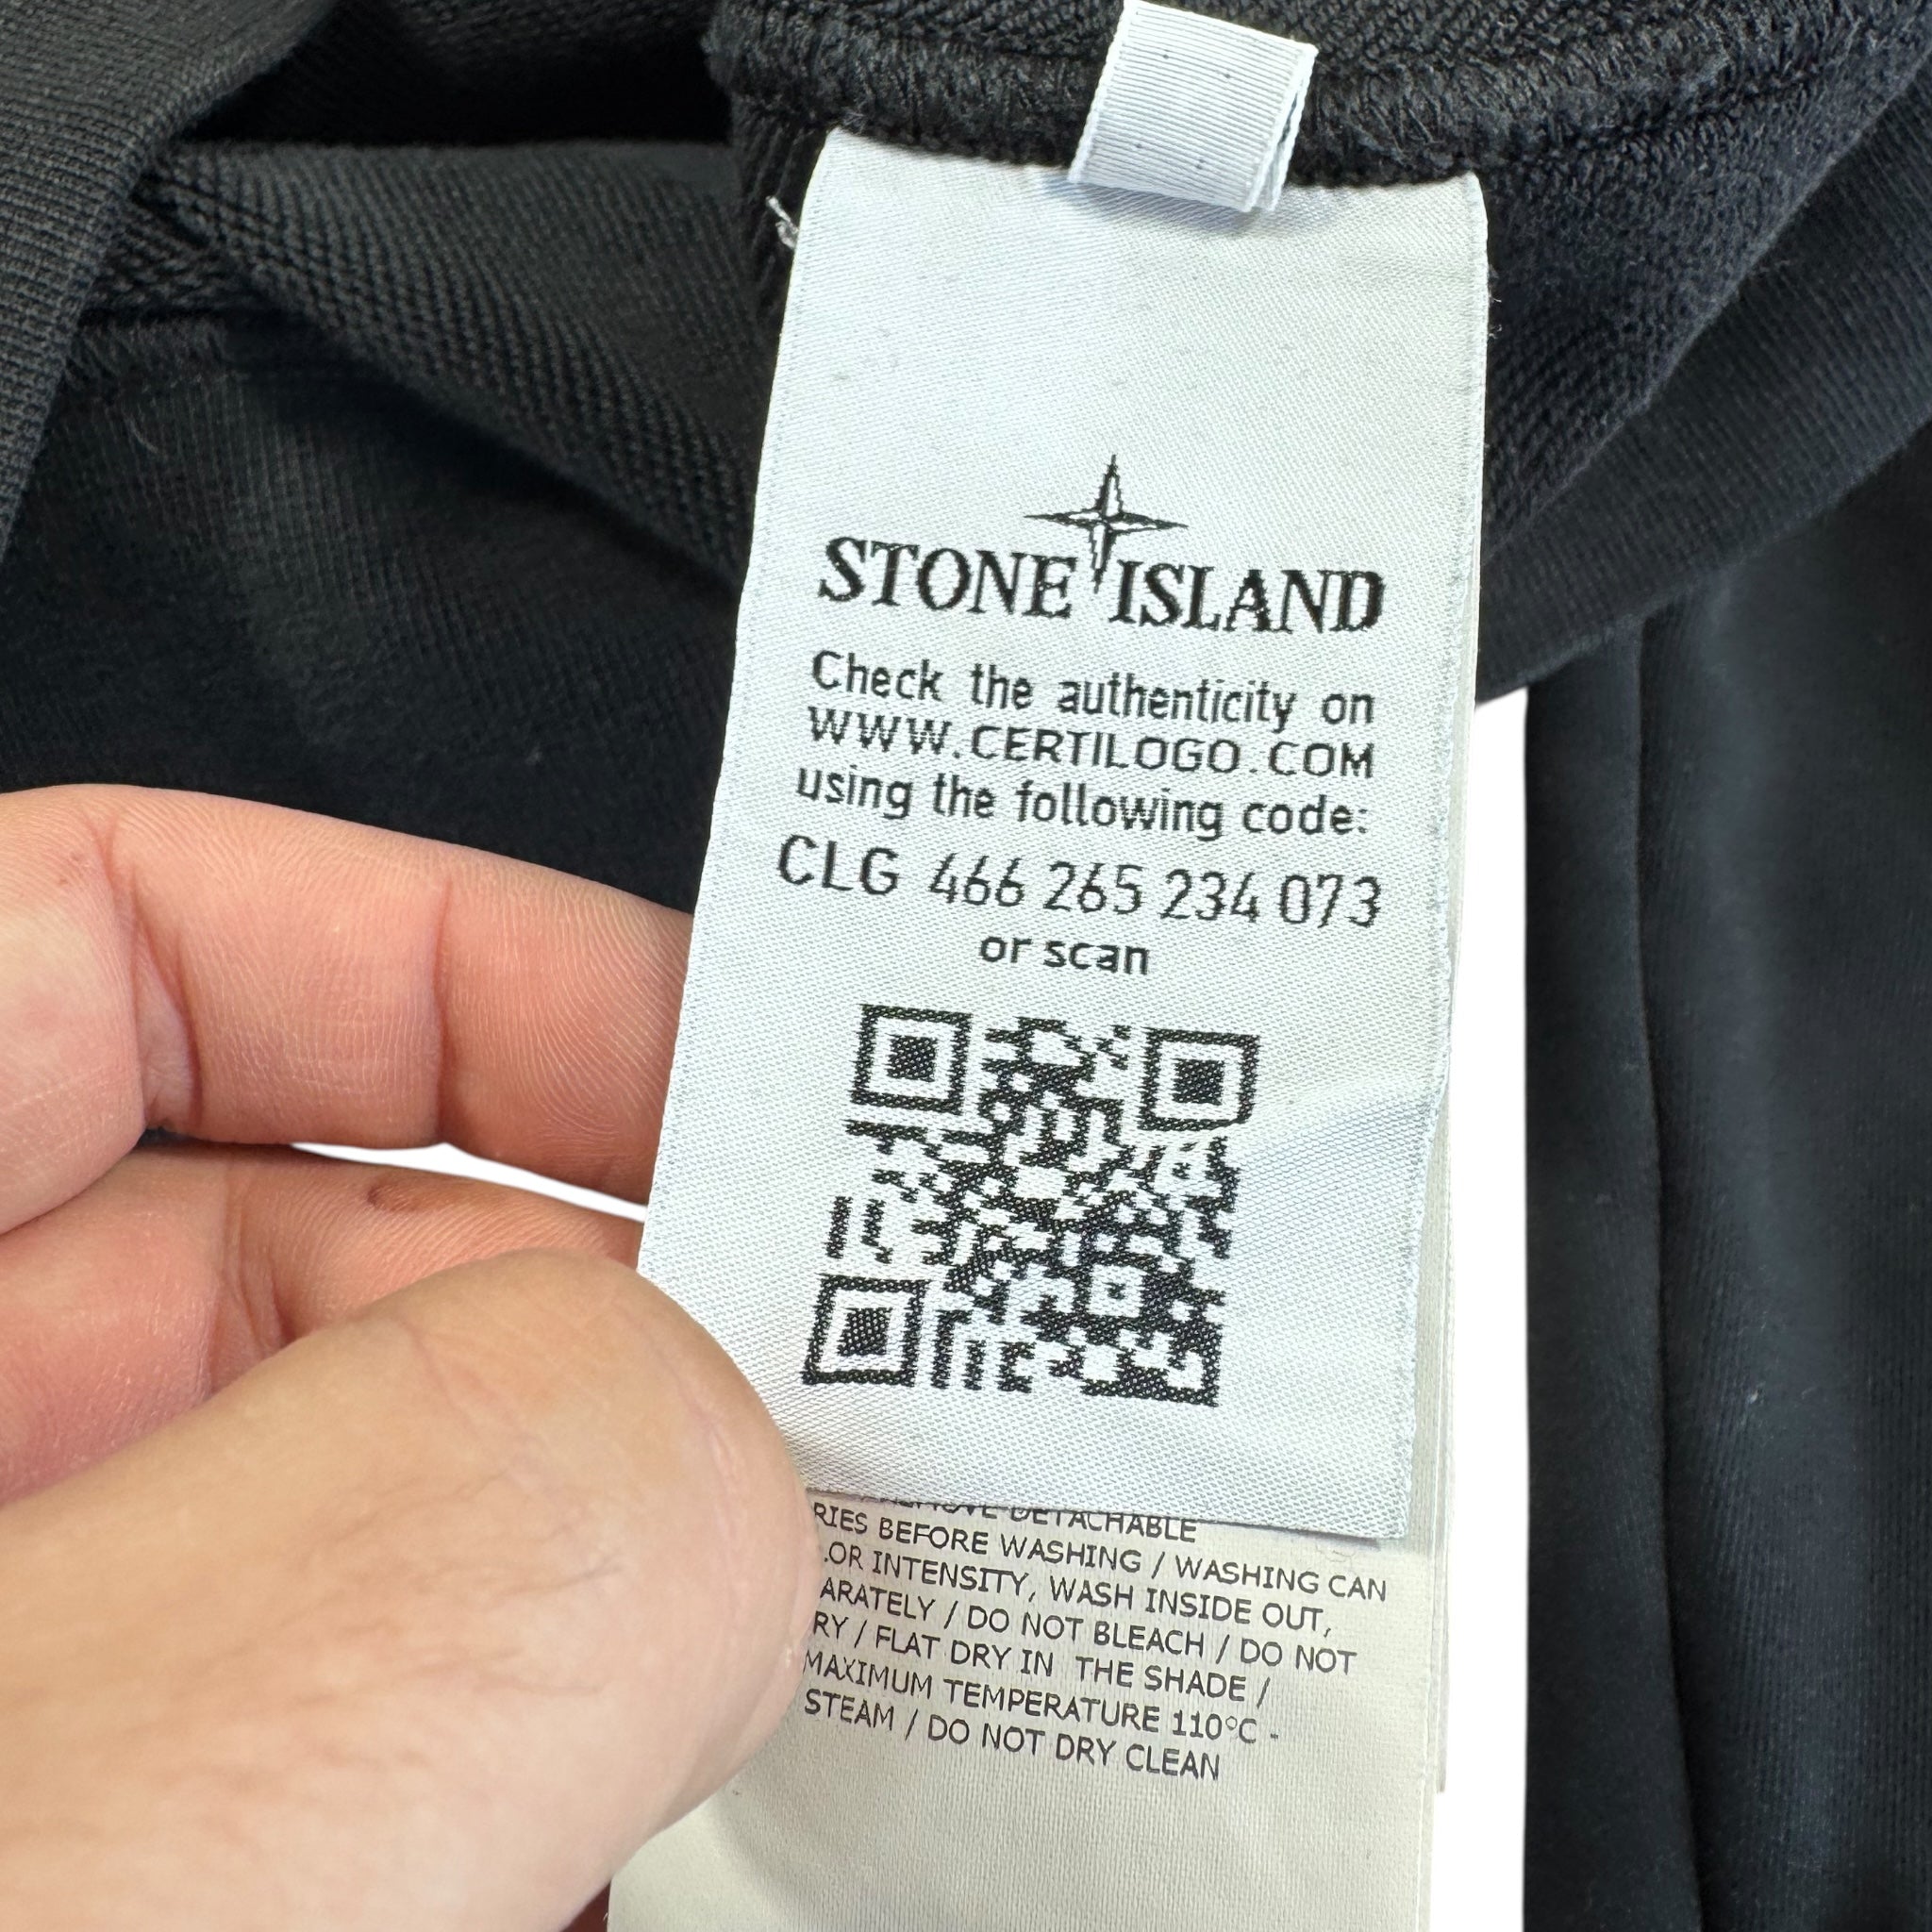 STONE ISLAND
Check the authenticity on
WWW.CERTILOGO.COM
using the following code:
CLG 466 265 234 073
or scan
REMOVE DETACHABLE
RIES BEFORE WASHING / WASHING CAN
OR INTENSITY, WASH INSIDE OUT,
ARATELY / DO NOT BLEACH / DO NOT
RY / FLAT DRY IN THE SHADE /
MAXIMUM TEMPERATURE 110°C -
STEAM / DO NOT DRY CLEAN